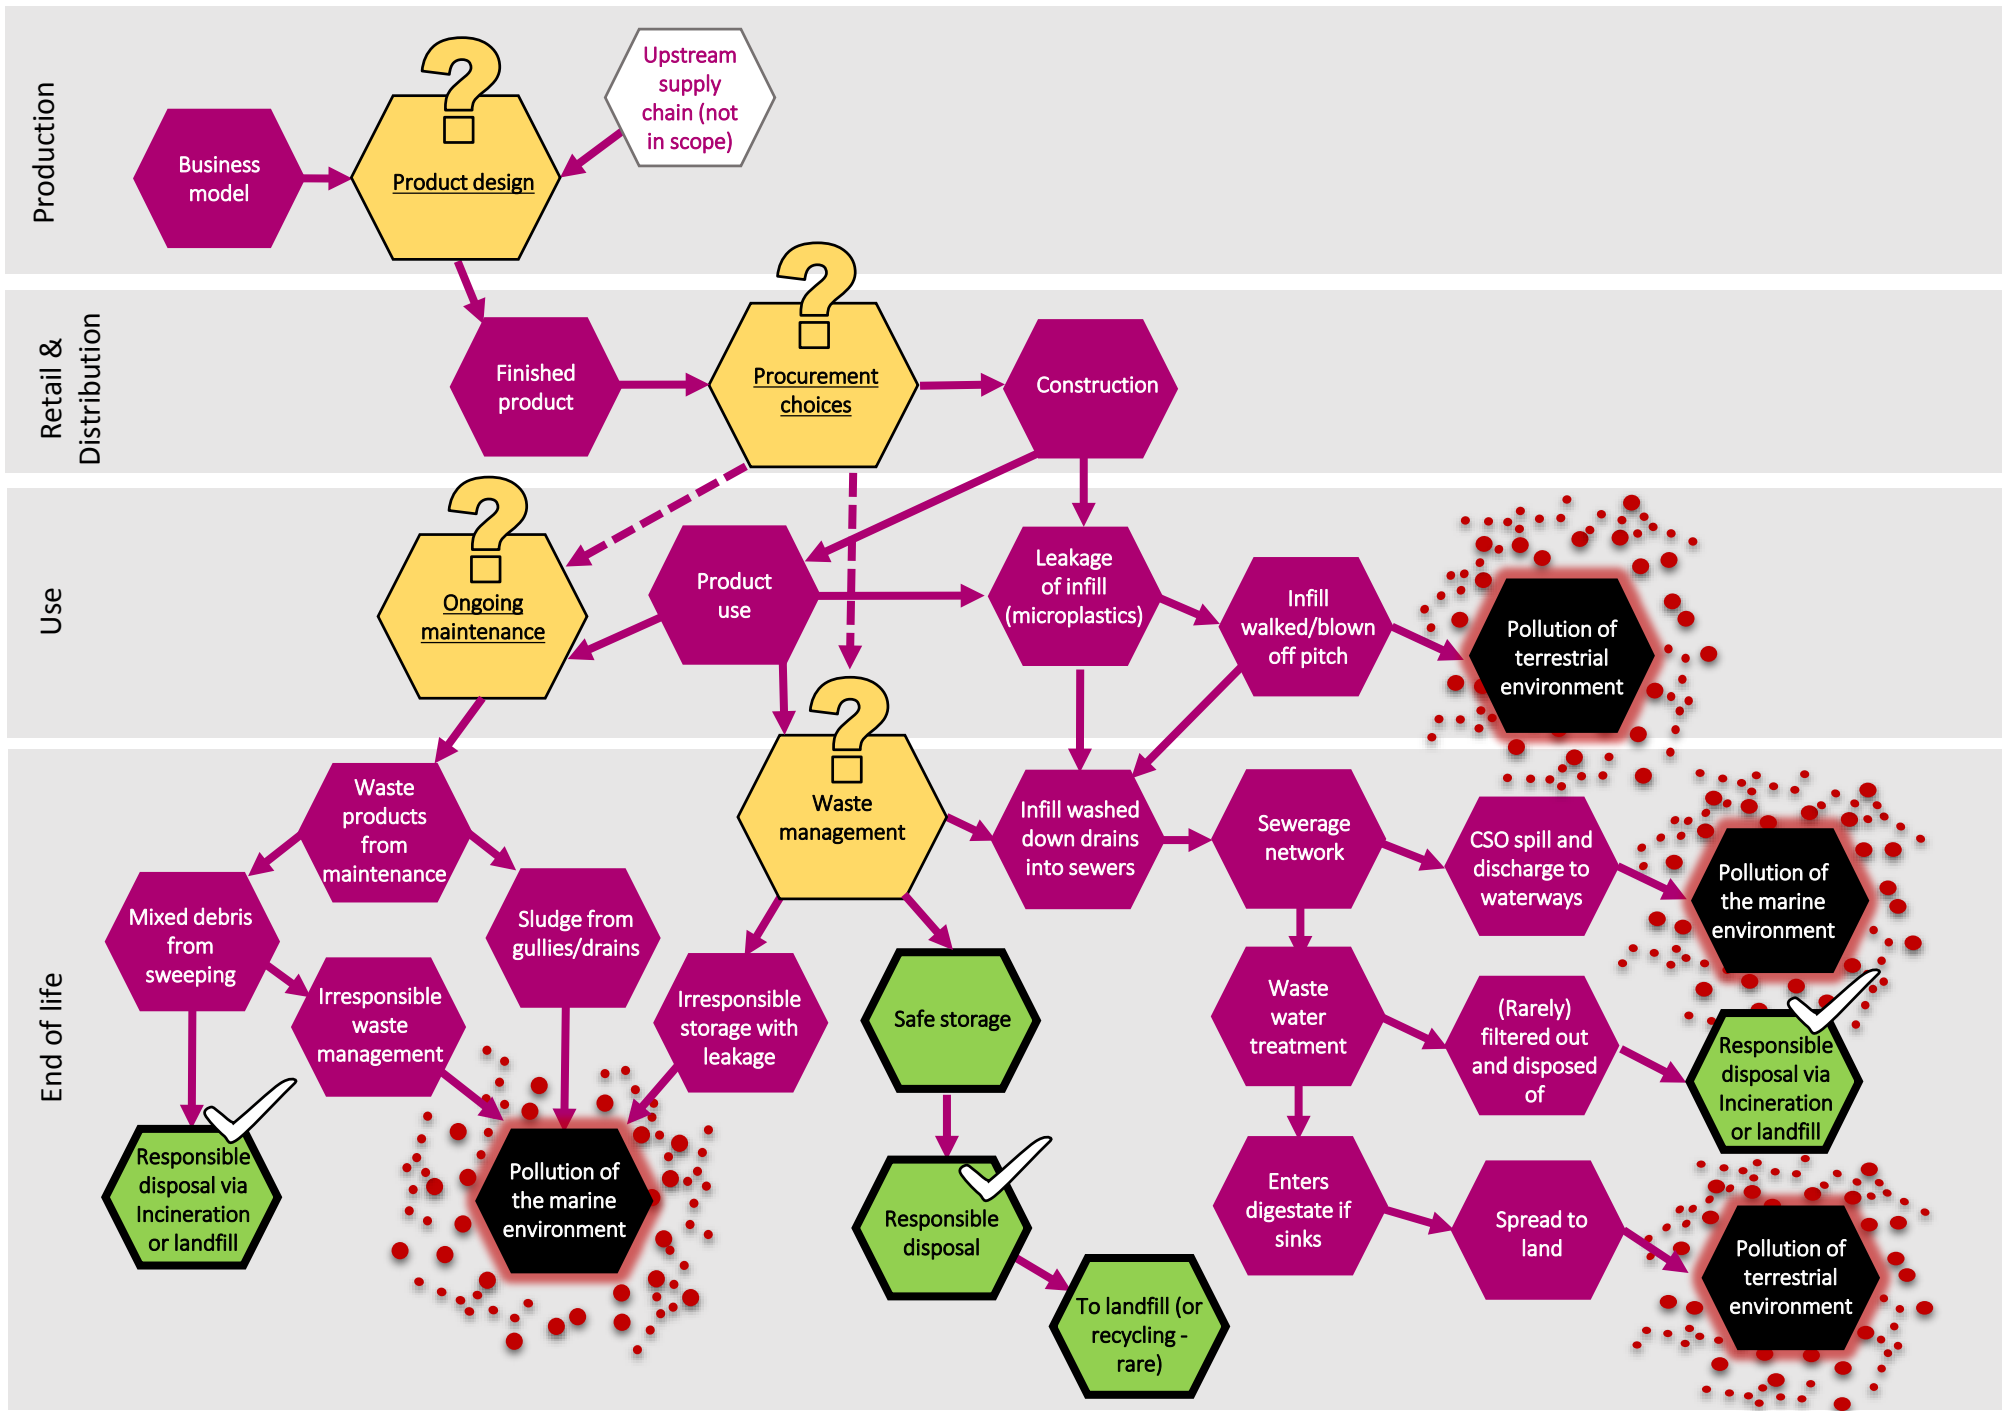 Production
Business
model
?
Product design
Upstream
supply
chain (not
in scope)
Retail &
Distribution
Finished
product
?
Procurement
choices
Construction
Use
?
Ongoing
maintenance
Product
use
Leakage
of infill
(microplastics)
Infill
walked/blown
off pitch
Pollution of
terrestrial
environment
End of life
Waste
products
from
maintenance
?
Waste
management
Infill washed
down drains
into sewers
Sewerage
network
CSO spill and
discharge to
waterways
Pollution of
the marine
environment
Mixed debris
from
sweeping
Irresponsible
waste
management
Sludge from
gullies/drains
Irresponsible
storage with
leakage
Safe storage
Waste
water
treatment
(Rarely)
filtered out
and disposed
of
Responsible
disposal via
Incineration
or landfill
Responsible
disposal via
Incineration
or landfill
Pollution of
the marine
environment
Responsible
disposal
To landfill (or
recycling -
rare)
Enters
digestate if
sinks
Spread to
land
Pollution of
terrestrial
environment